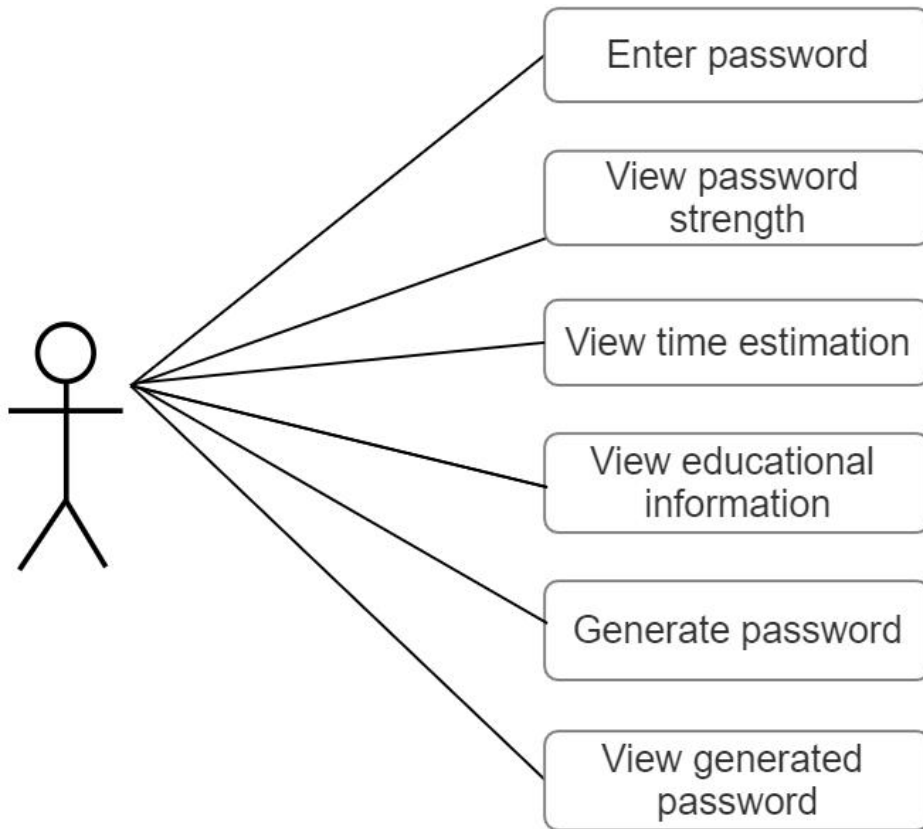 Enter password
View password
strength
View time estimation
View educational
information
Generate password
View generated
password